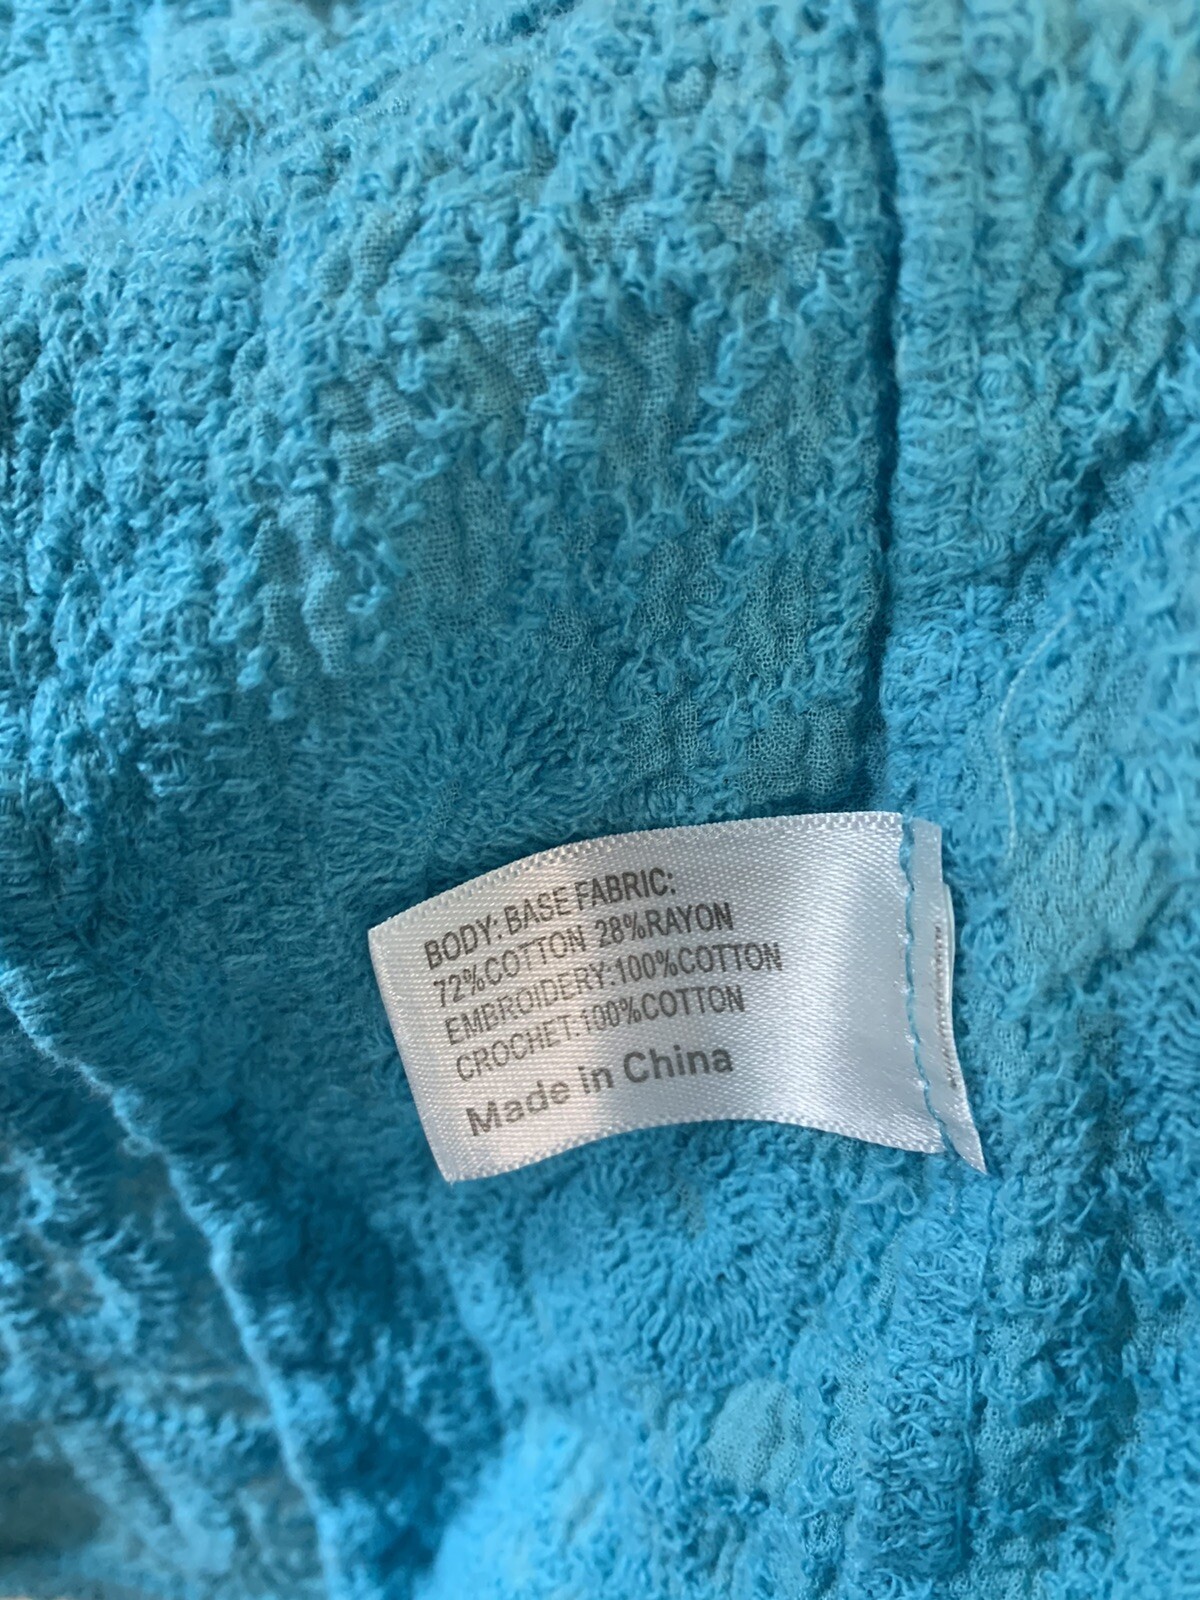 BODY: BASE FABRIC:
72%COTTON 28%RAYON
EMBROIDERY:100%COTTON
CROCHET:100%COTTON
Made in China